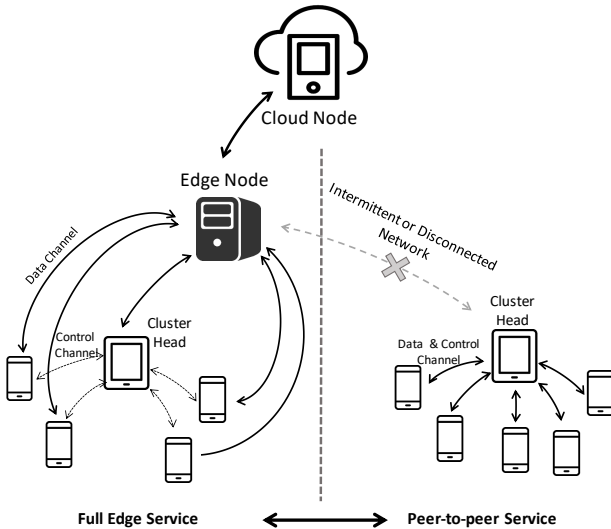 Cloud Node
Edge Node
Intermittent or Disconnected
Network
Data Channel
Cluster
Head
Control
Channel
Cluster
Head
Data & Control
Channel
Full Edge Service
Peer-to-peer Service